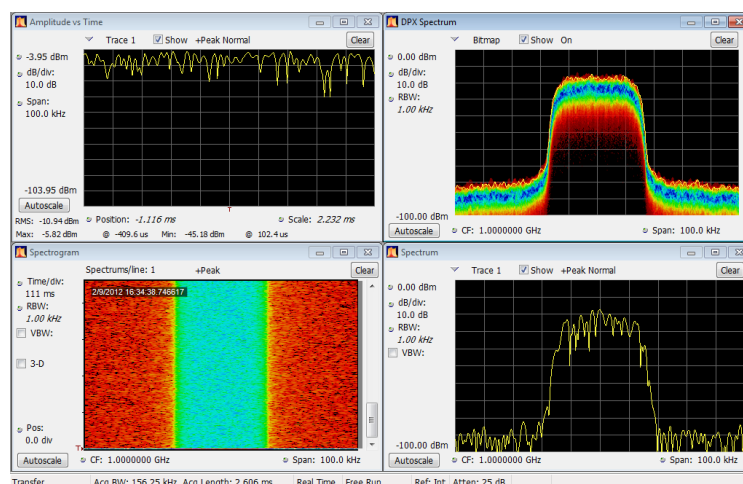 Amplitude vs Time
Trace 1 Show +Peak Normal Clear
-3.95 dBm
dB/div:
10.0 dB
Span:
100.0 kHz
-103.95 dBm
Autoscale
Position: -1.116 ms Scale: 2.232 ms
RMS: -10.94 dBm
Max: -5.82 dBm @ -409.6 us Min: -45.18 dBm @ 102.4 us
DPX Spectrum
Bitmap Show On Clear
0.00 dBm
dB/div:
10.0 dB
RBW:
1.00 kHz
-100.00 dBm
Autoscale CF: 1.0000000 GHz Span: 100.0 kHz
Spectrogram
Spectrums/line: 1 +Peak Clear
Time/div:
111 ms
RBW:
1.00 kHz
VBW:
3-D
Pos:
0.0 div
2/9/2012 16:34:38.746617
T
Autoscale CF: 1.0000000 GHz Span: 100.0 kHz
Spectrum
Trace 1 Show +Peak Normal Clear
0.00 dBm
dB/div:
10.0 dB
RBW:
1.00 kHz
VBW:
-100.00 dBm
Autoscale CF: 1.0000000 GHz Span: 100.0 kHz
Transfer Acq BW: 156.25 kHz, Acq Length: 2.606 ms Real Time Free Run Ref: Int Atten: 25 dB